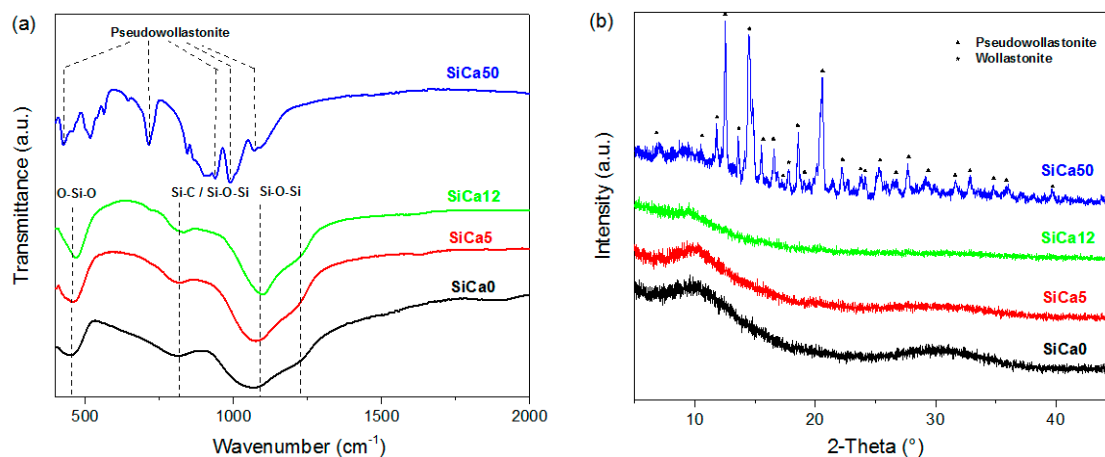 (a)
Pseudowollastonite
SiCa50
O-Si-O
Si-C / Si-O-Si
Si-O-Si
SiCa12
SiCa5
SiCa0
Transmittance (a.u.)
500
1000
1500
2000
Wavenumber (cm⁻¹)
(b)
▲ Pseudowollastonite
★ Wollastonite
SiCa50
SiCa12
SiCa5
SiCa0
Intensity (a.u.)
10
20
30
40
2-Theta (°)